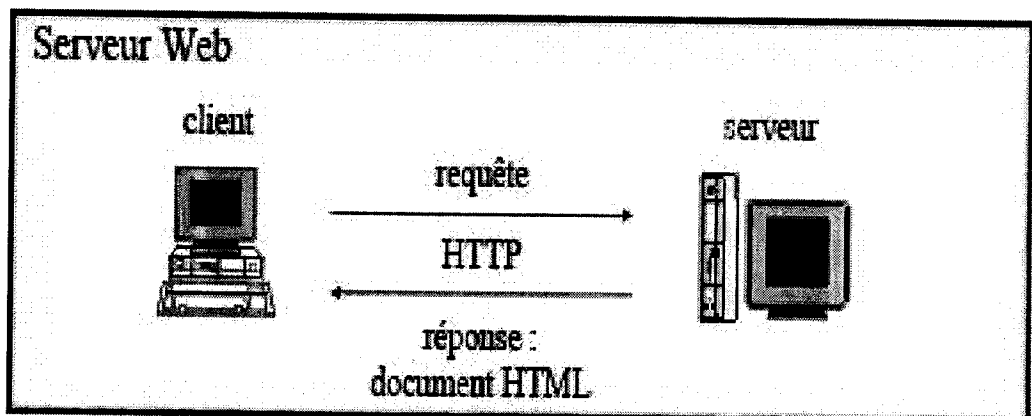 Serveur Web
client
serveur
requête
HTTP
réponse :
document HTML